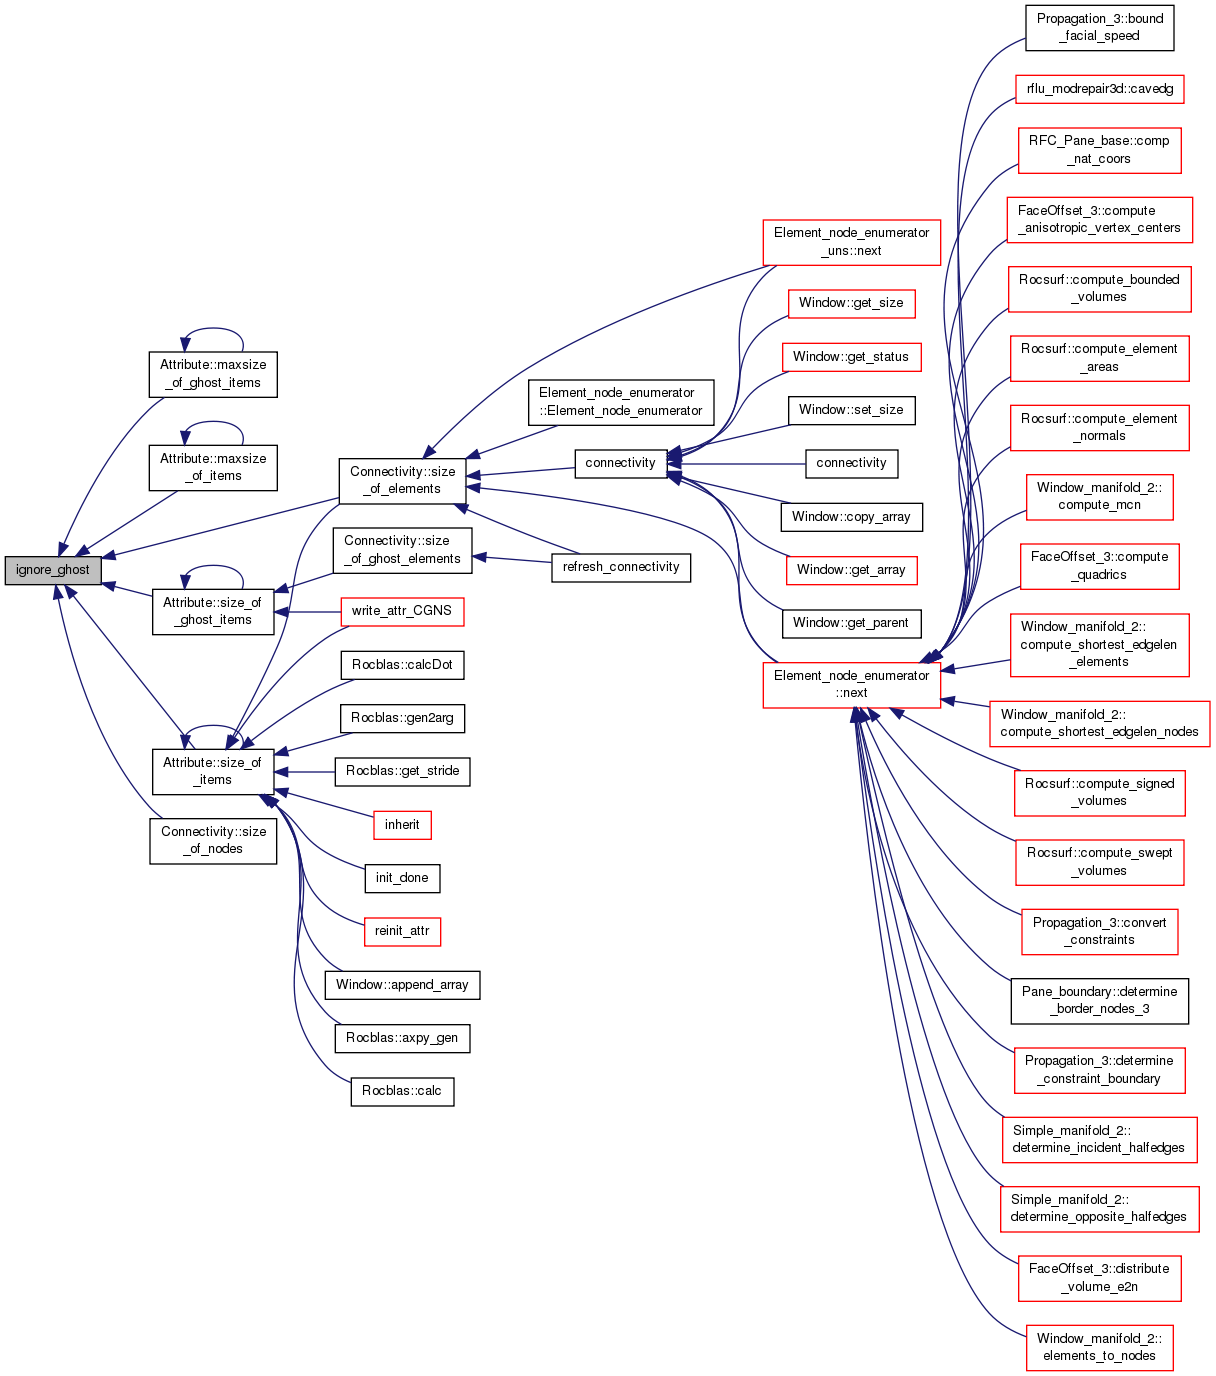 ignore_ghost
Attribute::maxsize
_of_ghost_items
Attribute::maxsize
_of_items
Attribute::size_of
_ghost_items
Attribute::size_of
_items
Connectivity::size
_of_nodes
Connectivity::size
_of_elements
Connectivity::size
_of_ghost_elements
write_attr_CGNS
Rocblas::calcDot
Rocblas::gen2arg
Rocblas::get_stride
inherit
init_done
reinit_attr
Window::append_array
Rocblas::axpy_gen
Rocblas::calc
Element_node_enumerator
::Element_node_enumerator
connectivity
refresh_connectivity
Element_node_enumerator
_uns::next
Window::get_size
Window::get_status
Window::set_size
connectivity
Window::copy_array
Window::get_array
Window::get_parent
Element_node_enumerator
::next
Propagation_3::bound
_facial_speed
rflu_modrepair3d::cavedg
RFC_Pane_base::comp
_nat_coors
FaceOffset_3::compute
_anisotropic_vertex_centers
Rocsurf::compute_bounded
_volumes
Rocsurf::compute_element
_areas
Rocsurf::compute_element
_normals
Window_manifold_2::
compute_mcn
FaceOffset_3::compute
_quadrics
Window_manifold_2::
compute_shortest_edgelen
_elements
Window_manifold_2::
compute_shortest_edgelen_nodes
Rocsurf::compute_signed
_volumes
Rocsurf::compute_swept
_volumes
Propagation_3::convert
_constraints
Pane_boundary::determine
_border_nodes_3
Propagation_3::determine
_constraint_boundary
Simple_manifold_2::
determine_incident_halfedges
Simple_manifold_2::
determine_opposite_halfedges
FaceOffset_3::distribute
_volume_e2n
Window_manifold_2::
elements_to_nodes